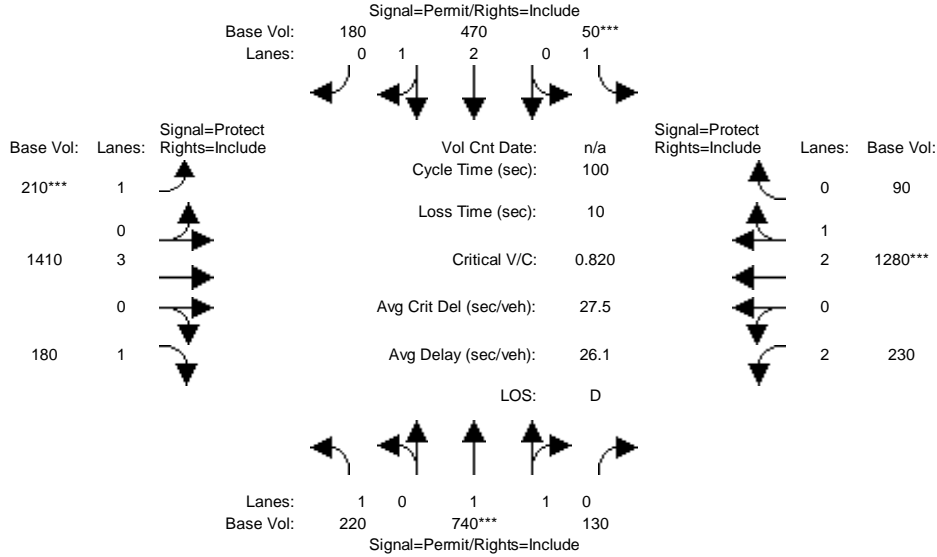 Signal=Permit/Rights=Include
Base Vol: 180 470 50***
Lanes: 0 1 2 0 1
Signal=Protect
Base Vol: Lanes: Rights=Include
Vol Cnt Date: n/a
Signal=Protect
Rights=Include Lanes: Base Vol:
Cycle Time (sec): 100
210*** 1
0 90
Loss Time (sec): 10
0
1
1410 3
Critical V/C: 0.820
2 1280***
0
Avg Crit Del (sec/veh): 27.5
0
180 1
Avg Delay (sec/veh): 26.1
2 230
LOS: D
Lanes: 1 0 1 1 0
Base Vol: 220 740*** 130
Signal=Permit/Rights=Include